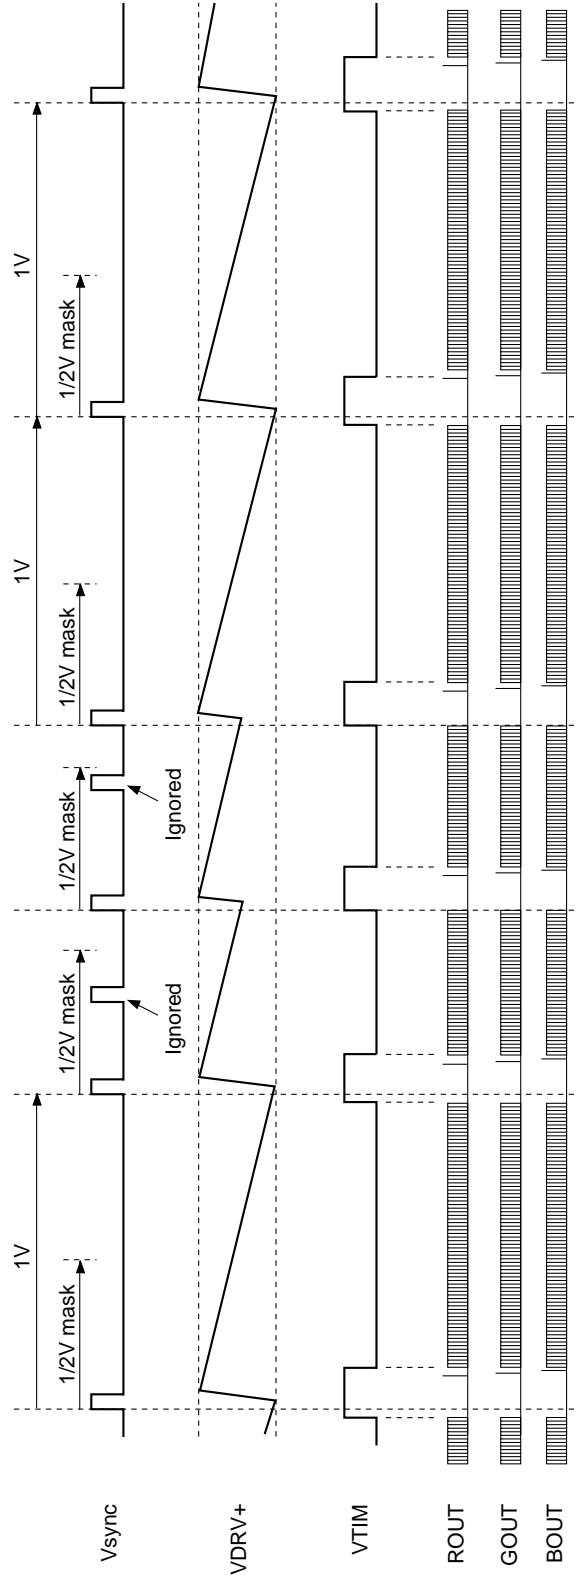 1V
1V
1V
1/2V mask
1/2V mask
1/2V mask
1/2V mask
1/2V mask
Vsync
Ignored
Ignored
VDRV+
VTIM
ROUT
GOUT
BOUT